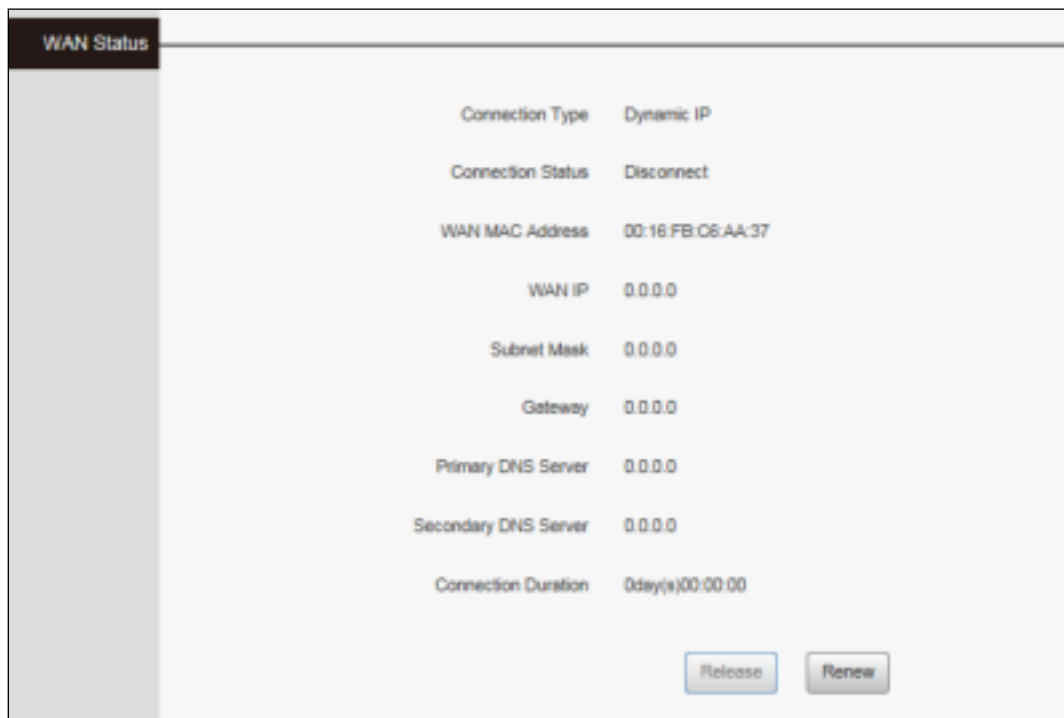 WAN Status
Connection Type Dynamic IP
Connection Status Disconnect
WAN MAC Address 00:16:FB:C6:AA:37
WAN IP 0.0.0.0
Subnet Mask 0.0.0.0
Gateway 0.0.0.0
Primary DNS Server 0.0.0.0
Secondary DNS Server 0.0.0.0
Connection Duration 0day(s)00:00:00
Release Renew